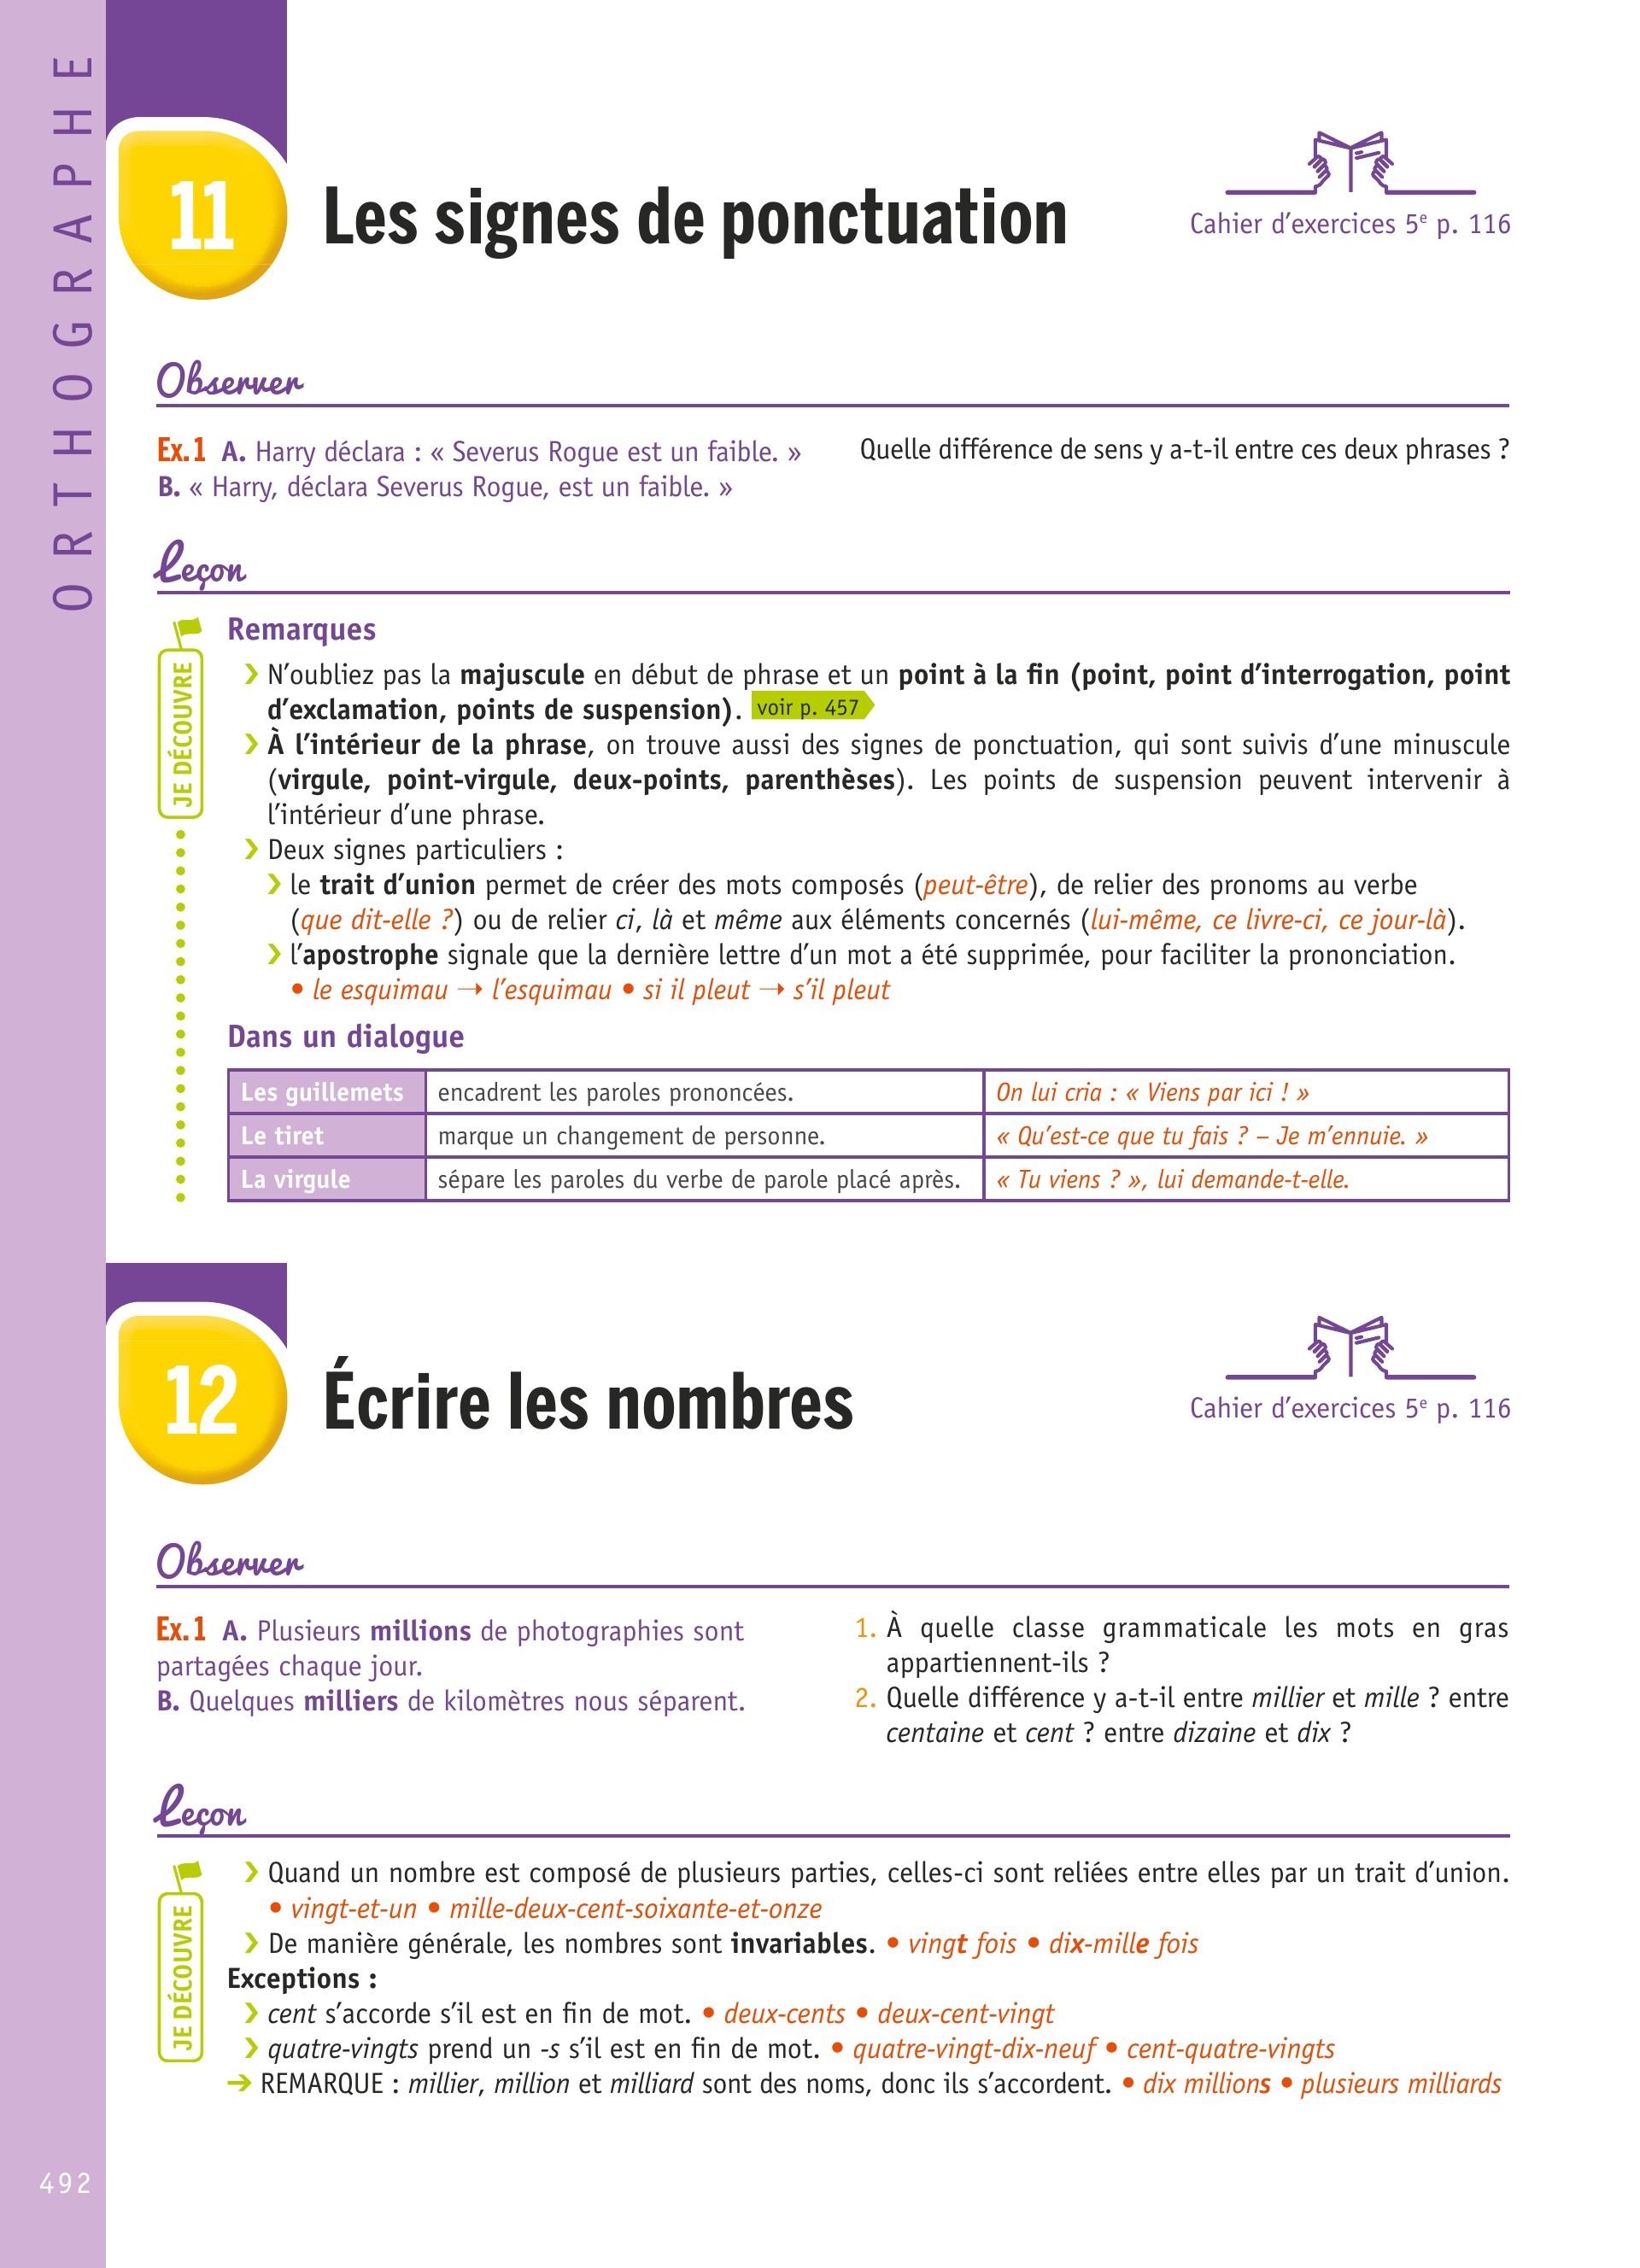 ORTHOGRAPHE
11
Les signes de ponctuation
Cahier d'exercices 5e p. 116
Observer
Ex.1 A. Harry déclara : « Severus Rogue est un faible. »
B. « Harry, déclara Severus Rogue, est un faible. »
Quelle différence de sens y a-t-il entre ces deux phrases ?
Leçon
JE DÉCOUVRE
Remarques
› N'oubliez pas la majuscule en début de phrase et un point à la fin (point, point d'interrogation, point
d'exclamation, points de suspension). voir p. 457
› À l'intérieur de la phrase, on trouve aussi des signes de ponctuation, qui sont suivis d'une minuscule
(virgule, point-virgule, deux-points, parenthèses). Les points de suspension peuvent intervenir à
l'intérieur d'une phrase.
› Deux signes particuliers :
› le trait d'union permet de créer des mots composés (peut-être), de relier des pronoms au verbe
(que dit-elle ?) ou de relier ci, là et même aux éléments concernés (lui-même, ce livre-ci, ce jour-là).
› l'apostrophe signale que la dernière lettre d'un mot a été supprimée, pour faciliter la prononciation.
• le esquimau → l'esquimau • si il pleut → s'il pleut
Dans un dialogue
Les guillemets encadrent les paroles prononcées. On lui cria : « Viens par ici ! »
Le tiret marque un changement de personne. « Qu'est-ce que tu fais ? – Je m'ennuie. »
La virgule sépare les paroles du verbe de parole placé après. « Tu viens ? », lui demande-t-elle.
12
Écrire les nombres
Cahier d'exercices 5e p. 116
Observer
Ex.1 A. Plusieurs millions de photographies sont
partagées chaque jour.
B. Quelques milliers de kilomètres nous séparent.
1. À quelle classe grammaticale les mots en gras
appartiennent-ils ?
2. Quelle différence y a-t-il entre millier et mille ? entre
centaine et cent ? entre dizaine et dix ?
Leçon
JE DÉCOUVRE
› Quand un nombre est composé de plusieurs parties, celles-ci sont reliées entre elles par un trait d'union.
• vingt-et-un • mille-deux-cent-soixante-et-onze
› De manière générale, les nombres sont invariables. • vingt fois • dix-mille fois
Exceptions :
› cent s'accorde s'il est en fin de mot. • deux-cents • deux-cent-vingt
› quatre-vingts prend un -s s'il est en fin de mot. • quatre-vingt-dix-neuf • cent-quatre-vingts
→ REMARQUE : millier, million et milliard sont des noms, donc ils s'accordent. • dix millions • plusieurs milliards
492